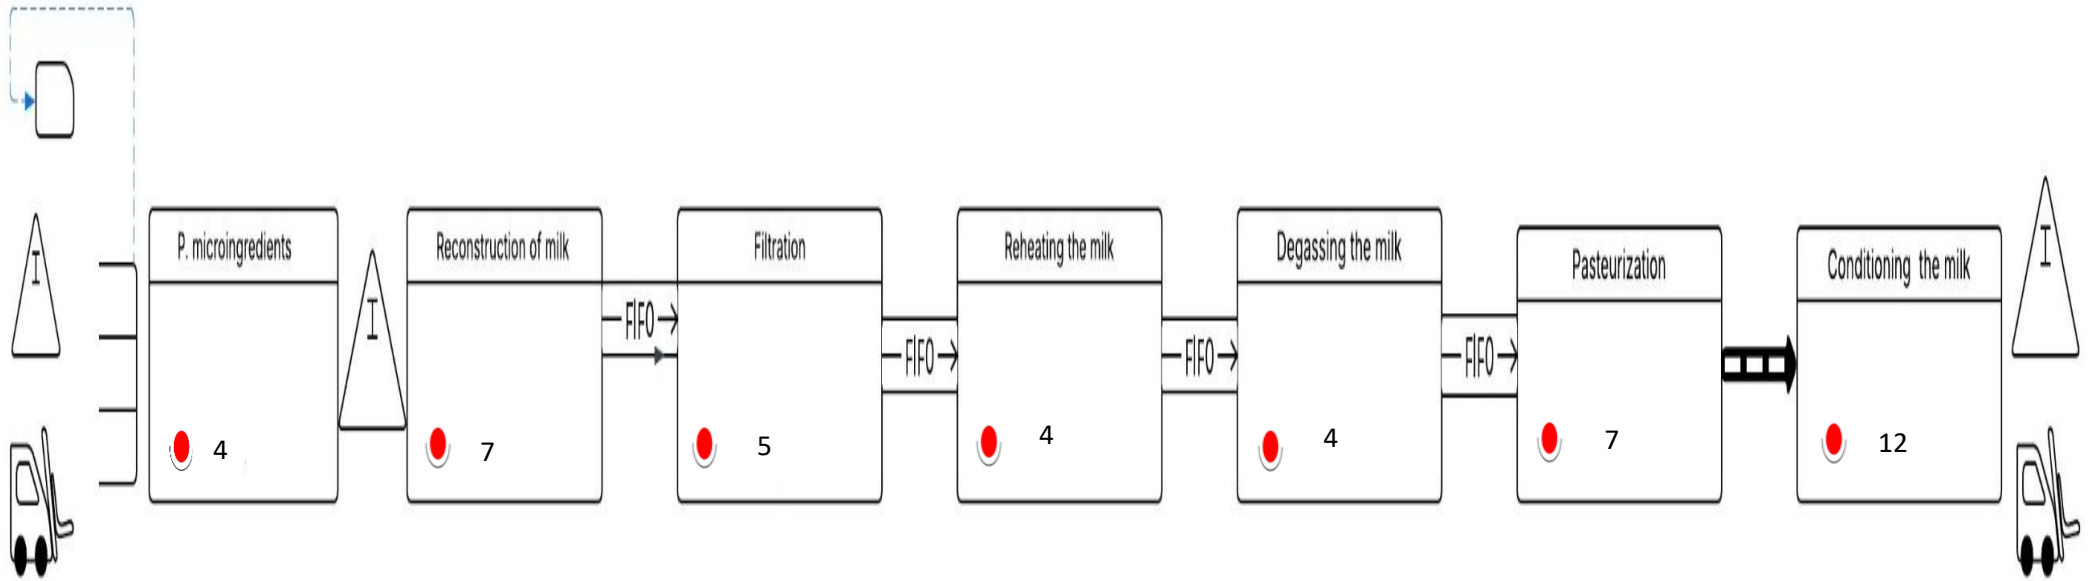 I
P. microingredients
4
I
Reconstruction of milk
7
FIFO
Filtration
5
FIFO
Reheating the milk
4
FIFO
Degassing the milk
4
FIFO
Pasteurization
7
Conditioning the milk
12
I